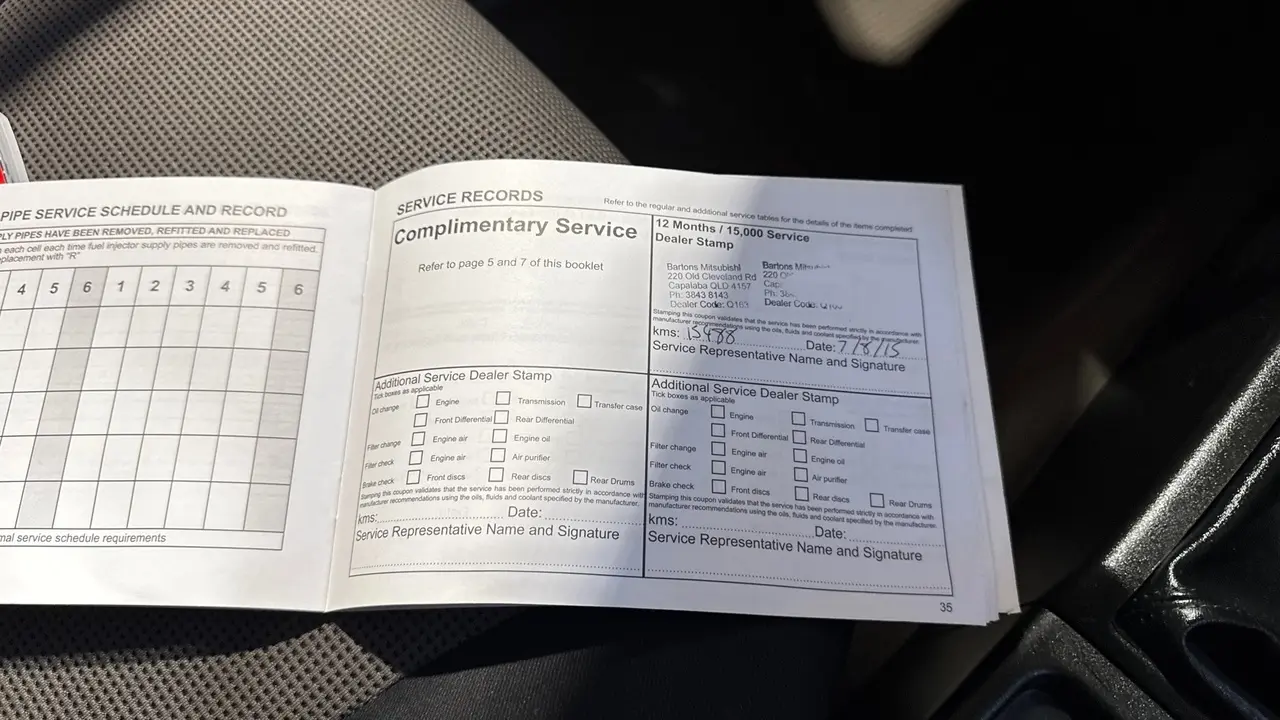 PIPE SERVICE SCHEDULE AND RECORD
PLY PIPES HAVE BEEN REMOVED, REFITTED AND REPLACED
each cell each time fuel injector supply pipes are removed and refitted.
placement with "R"
4 5 6 1 2 3 4 5 6
nal service schedule requirements
SERVICE RECORDS
Refer to the regular and additional service tables for the details of the items completed
Complimentary Service
Refer to page 5 and 7 of this booklet
12 Months / 15,000 Service
Dealer Stamp
Bartons Mitsubishi
220 Old Cleveland Rd
Capalaba QLD 4157
Ph: 3843 8143
Dealer Code: Q163
Bartons
220
Ph:
Dealer Code:
Stamping this coupon validates that the service has been performed strictly in accordance with
manufacturer recommendations using the oils, fluids and coolant specified by the manufacturer.
kms: 15488 Date: 7/8/15
Service Representative Name and Signature
Additional Service Dealer Stamp
Tick boxes as applicable
Oil change Engine Transmission Transfer case
Front Differential Rear Differential
Filter change Engine air Engine oil
Filter check Engine air Air purifier
Brake check Front discs Rear discs Rear Drums
Stamping this coupon validates that the service has been performed strictly in accordance with
manufacturer recommendations using the oils, fluids and coolant specified by the manufacturer.
kms: Date:
Service Representative Name and Signature
Additional Service Dealer Stamp
Tick boxes as applicable
Oil change Engine Transmission Transfer case
Front Differential Rear Differential
Filter change Engine air Engine oil
Filter check Engine air Air purifier
Brake check Front discs Rear discs Rear Drums
Stamping this coupon validates that the service has been performed strictly in accordance with
manufacturer recommendations using the oils, fluids and coolant specified by the manufacturer.
kms: Date:
Service Representative Name and Signature
35